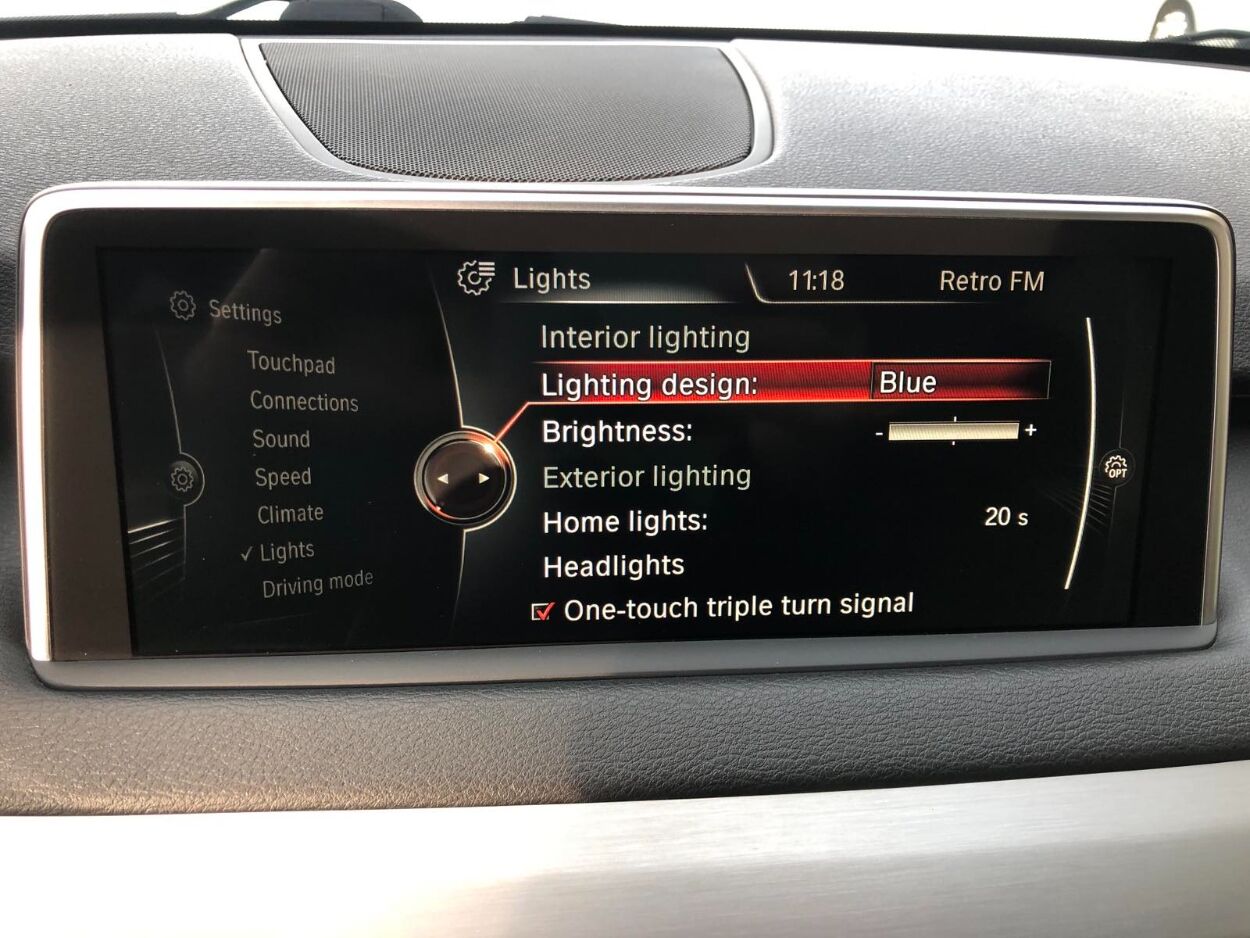 Lights 11:18 Retro FM
Settings
Touchpad
Connections
Sound
Speed
Climate
✓ Lights
Driving mode
Interior lighting
Lighting design: Blue
Brightness: - +
Exterior lighting
Home lights: 20 s
Headlights
One-touch triple turn signal
OPT